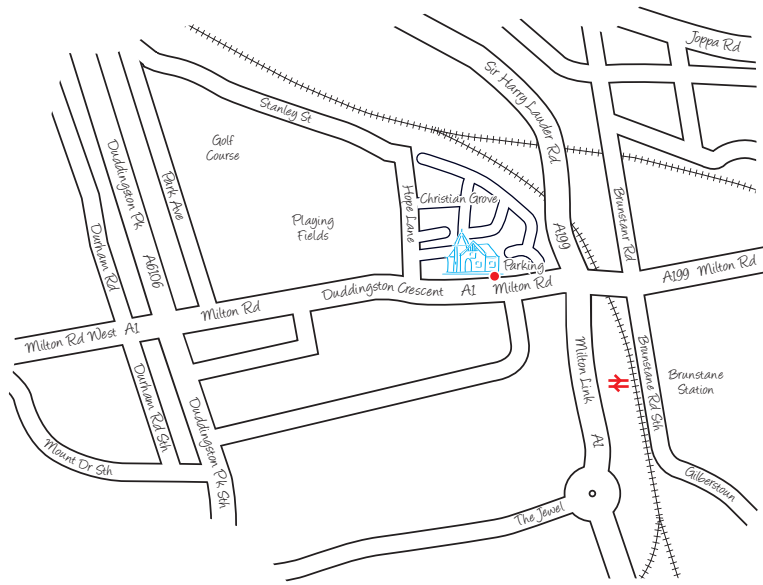 Joppa Rd
Sir Harry Lauder Rd.
Stanley St
Golf
Course
Duddingston Pk
Park Ave
Hope Lane
Christian Grove
Brunstanr Rd
Playing
Fields
Durham Rd
A6106
A199
Parking
A199 Milton Rd
Duddingston Crescent A1 Milton Rd
Milton Rd
Milton Rd West A1
Milton Link
A1
Brunstane Rd Sth
Brunstane
Station
Durham Rd Sth
Duddingston Pk Sth
Mount Dr Sth
Gilberstoun
The Jewel